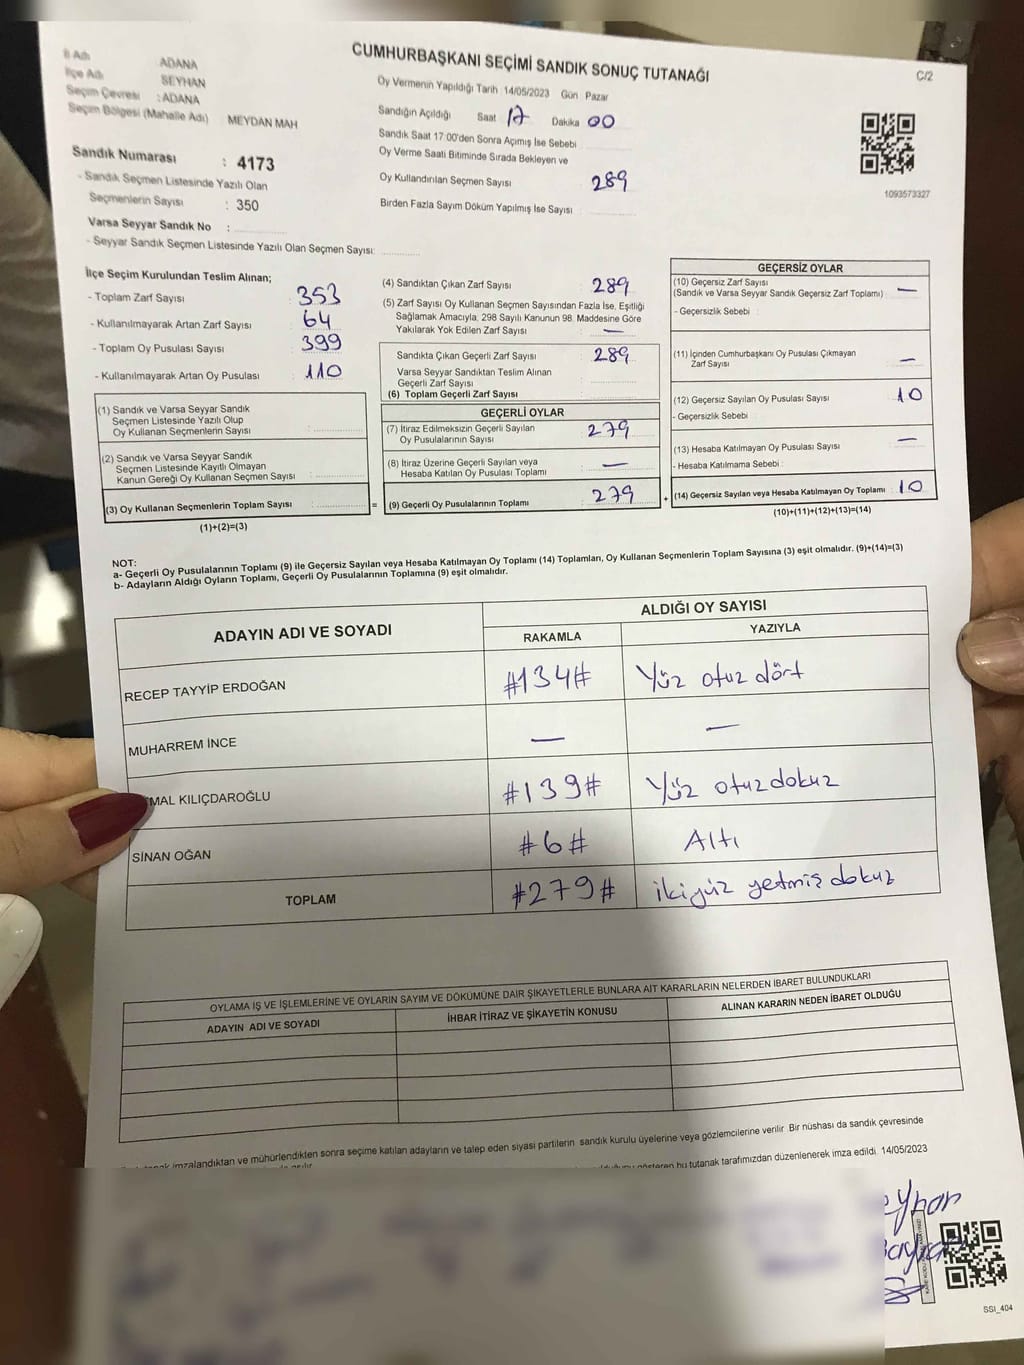 CUMHURBAŞKANI SEÇİMİ SANDIK SONUÇ TUTANAĞI
C/2
İl Adı ADANA
İlçe Adı SEYHAN
Seçim Çevresi : ADANA
Seçim Bölgesi (Mahalle Adı) MEYDAN MAH
Sandık Numarası : 4173
- Sandık Seçmen Listesinde Yazılı Olan
Seçmenlerin Sayısı : 350
Varsa Seyyar Sandık No :
- Seyyar Sandık Seçmen Listesinde Yazılı Olan Seçmen Sayısı:
Oy Vermenin Yapıldığı Tarih 14/05/2023 Gün Pazar
Sandığın Açıldığı Saat 17 Dakika 00
Sandık Saat 17:00'den Sonra Açımış İse Sebebi
Oy Verme Saati Bitiminde Sırada Bekleyen ve
Oy Kullandırılan Seçmen Sayısı 289
Birden Fazla Sayım Döküm Yapılmış İse Sayısı
1093573327
İlçe Seçim Kurulundan Teslim Alınan;
- Toplam Zarf Sayısı : 353
- Kullanılmayarak Artan Zarf Sayısı : 64
- Toplam Oy Pusulası Sayısı : 399
- Kullanılmayarak Artan Oy Pusulası : 110
(1) Sandık ve Varsa Seyyar Sandık
Seçmen Listesinde Yazılı Olup
Oy Kullanan Seçmenlerin Sayısı :
(2) Sandık ve Varsa Seyyar Sandık
Seçmen Listesinde Kayıtlı Olmayan
Kanun Gereği Oy Kullanan Seçmen Sayısı :
(3) Oy Kullanan Seçmenlerin Toplam Sayısı : =
(1)+(2)=(3)
(4) Sandıktan Çıkan Zarf Sayısı : 289
(5) Zarf Sayısı Oy Kullanan Seçmen Sayısından Fazla İse, Eşitliği
Sağlamak Amacıyla, 298 Sayılı Kanunun 98. Maddesine Göre
Yakılarak Yok Edilen Zarf Sayısı : —
Sandıkta Çıkan Geçerli Zarf Sayısı : 289
Varsa Seyyar Sandıktan Teslim Alınan
Geçerli Zarf Sayısı :
(6) Toplam Geçerli Zarf Sayısı :
GEÇERLİ OYLAR
(7) İtiraz Edilmeksizin Geçerli Sayılan
Oy Pusulalarının Sayısı : 279
(8) İtiraz Üzerine Geçerli Sayılan veya
Hesaba Katılan Oy Pusulası Toplamı : —
(9) Geçerli Oy Pusulalarının Toplamı : 279 +
GEÇERSİZ OYLAR
(10) Geçersiz Zarf Sayısı
(Sandık ve Varsa Seyyar Sandık Geçersiz Zarf Toplamı) : —
- Geçersizlik Sebebi :
(11) İçinden Cumhurbaşkanı Oy Pusulası Çıkmayan
Zarf Sayısı : —
(12) Geçersiz Sayılan Oy Pusulası Sayısı : 10
- Geçersizlik Sebebi :
(13) Hesaba Katılmayan Oy Pusulası Sayısı : —
- Hesaba Katılmama Sebebi :
(14) Geçersiz Sayılan veya Hesaba Katılmayan Oy Toplamı : 10
(10)+(11)+(12)+(13)=(14)
NOT:
a- Geçerli Oy Pusulalarının Toplamı (9) ile Geçersiz Sayılan veya Hesaba Katılmayan Oy Toplamı (14) Toplamları, Oy Kullanan Seçmenlerin Toplam Sayısına (3) eşit olmalıdır. (9)+(14)=(3)
b- Adayların Aldığı Oyların Toplamı, Geçerli Oy Pusulalarının Toplamına (9) eşit olmalıdır.
ADAYIN ADI VE SOYADI
ALDIĞI OY SAYISI
RAKAMLA YAZIYLA
RECEP TAYYİP ERDOĞAN #134# Yüz otuz dört
MUHARREM İNCE — —
MAL KILIÇDAROĞLU #139# Yüz otuzdokuz
SİNAN OĞAN #6# Altı
TOPLAM #279# ikiyüz yetmiş dokuz
OYLAMA İŞ VE İŞLEMLERİNE VE OYLARIN SAYIM VE DÖKÜMÜNE DAİR ŞİKAYETLERLE BUNLARA AİT KARARLARIN NELERDEN İBARET BULUNDUKLARI
ADAYIN ADI VE SOYADI İHBAR İTİRAZ VE ŞİKAYETİN KONUSU ALINAN KARARIN NEDEN İBARET OLDUĞU
imzalandıktan ve mühürlendikten sonra seçime katılan adayların ve talep eden siyasi partilerin sandık kurulu üyelerine veya gözlemcilerine verilir. Bir nüshası da sandık çevresinde
gösteren bu tutanak tarafımızdan düzenlenerek imza edildi. 14/05/2023
SSI_404